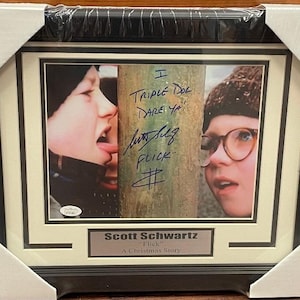 I
TRIPLE DOG
DARE YA!
FLICK
Scott Schwartz
"Flick"
A Christmas Story